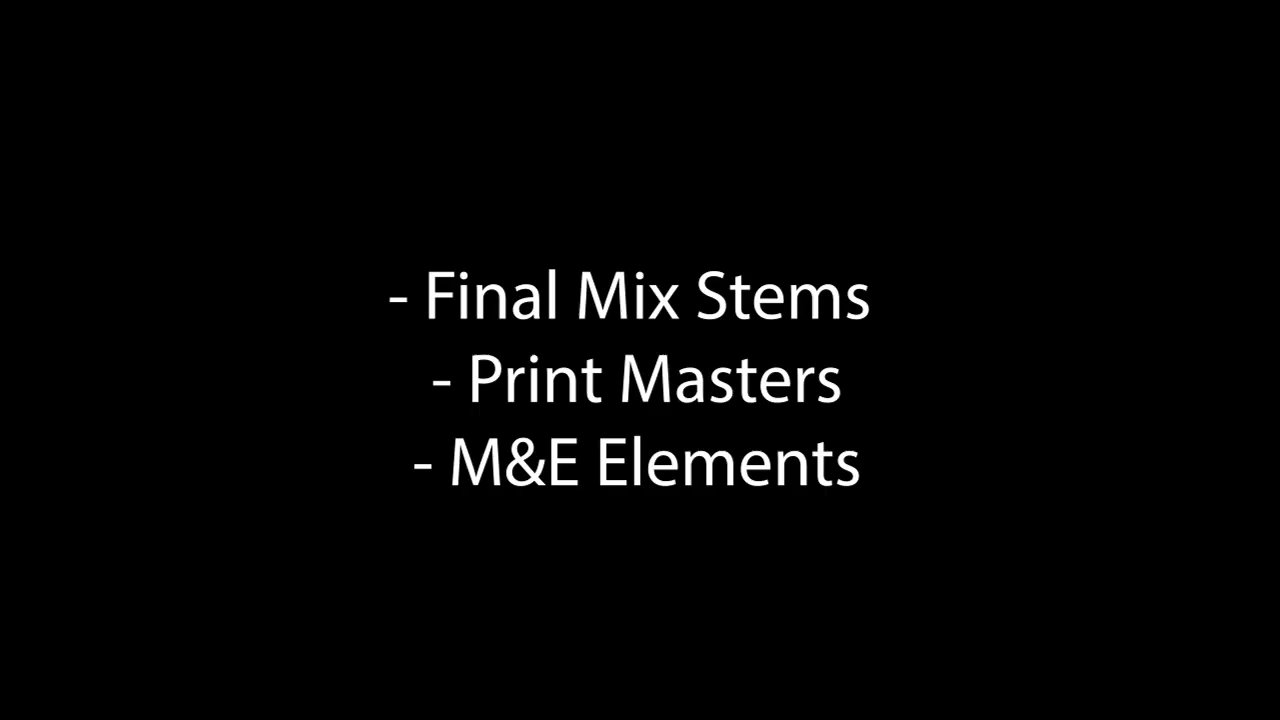 - Final Mix Stems
- Print Masters
- M&E Elements